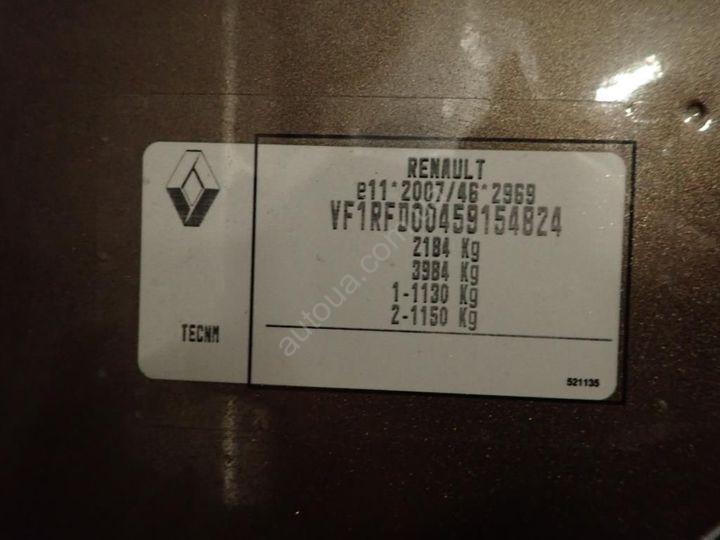 RENAULT
e11*2007/46*2969
VF1RFD00459154824
2184 Kg
3984 Kg
1-1130 Kg
2-1150 Kg
TECNM
521135
autoua.com